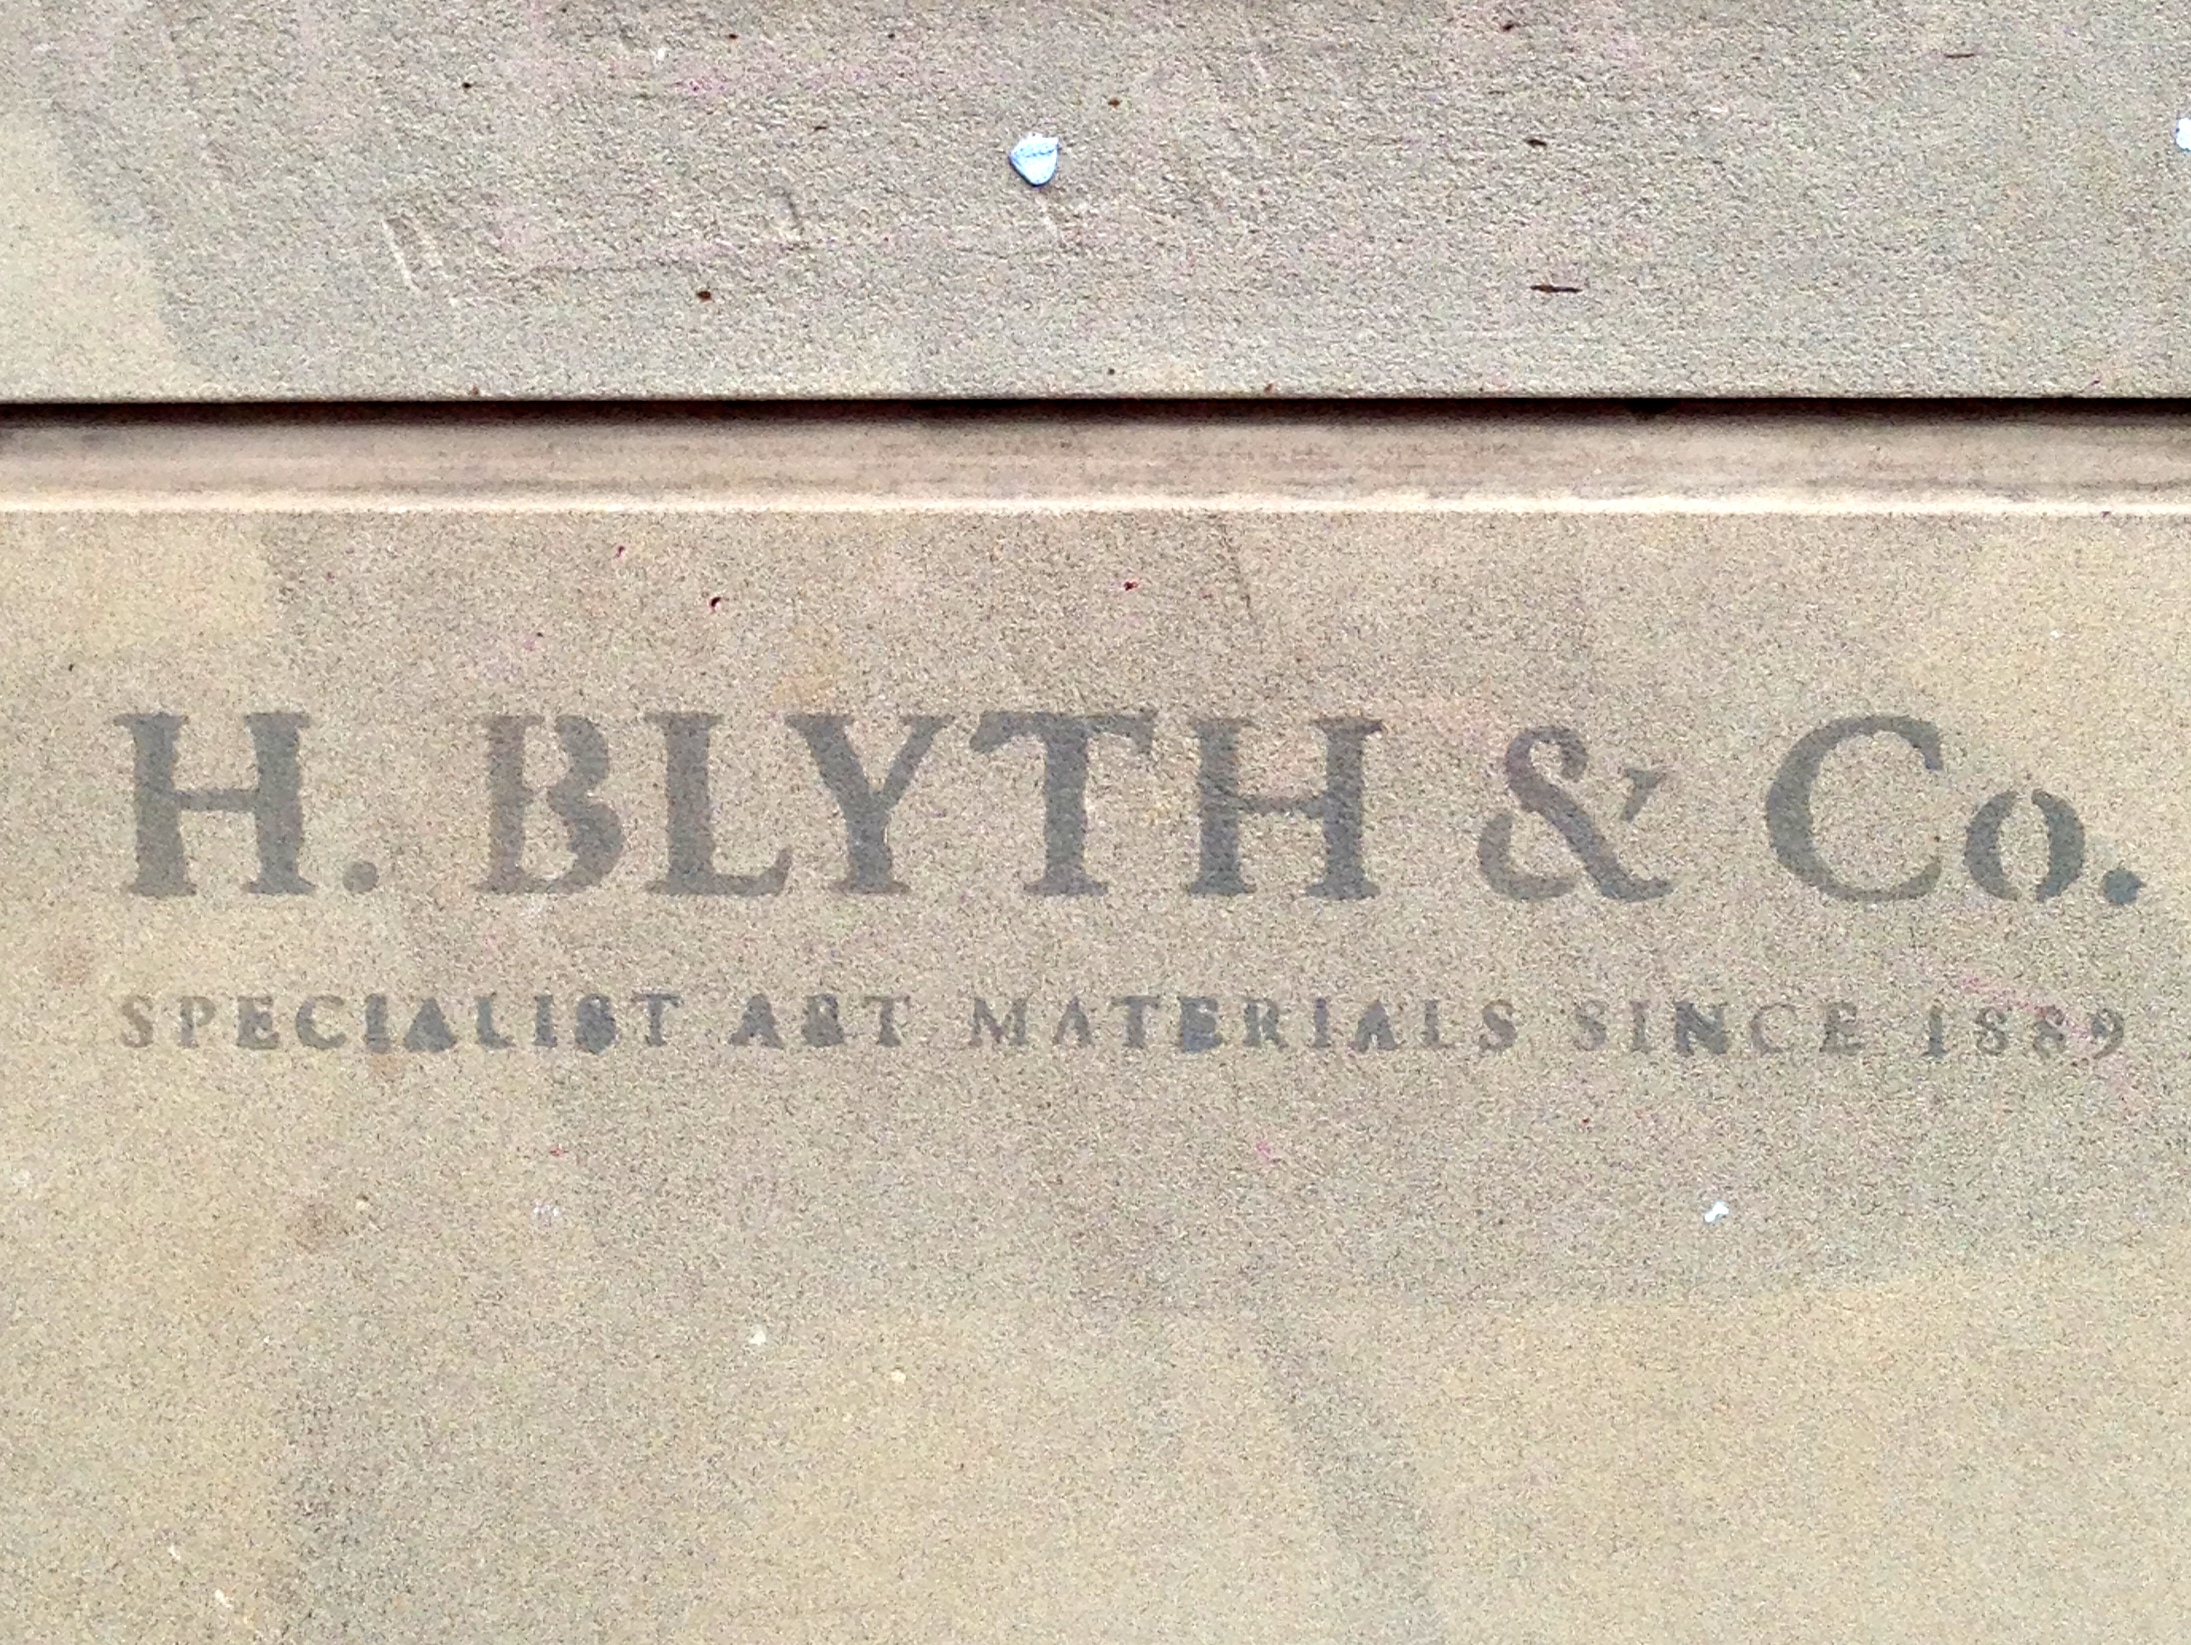 H. BLYTH & Co.
SPECIALIST ART MATERIALS SINCE 1889